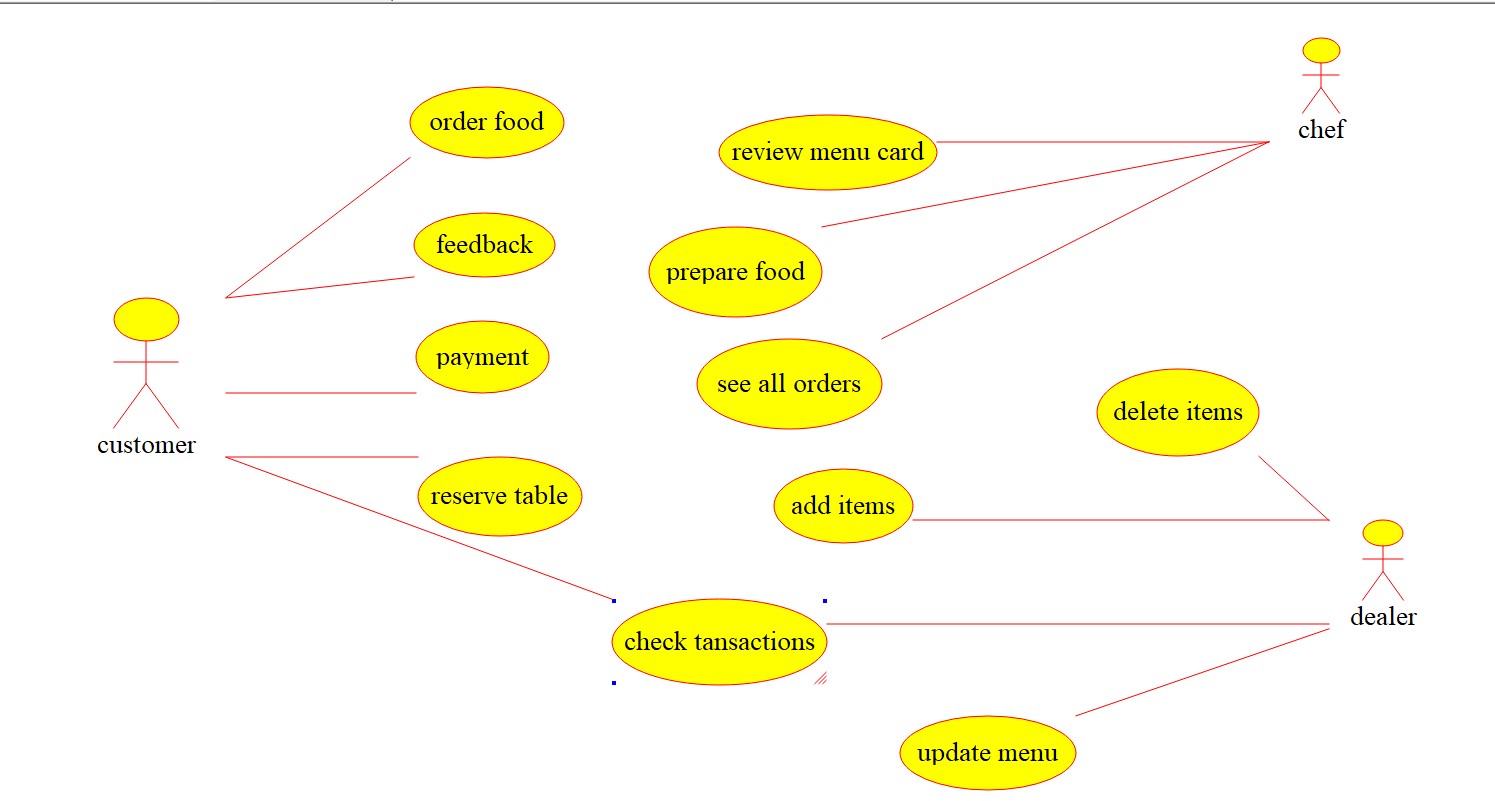 order food
review menu card
chef
feedback
prepare food
payment
see all orders
delete items
customer
reserve table
add items
dealer
check tansactions
update menu